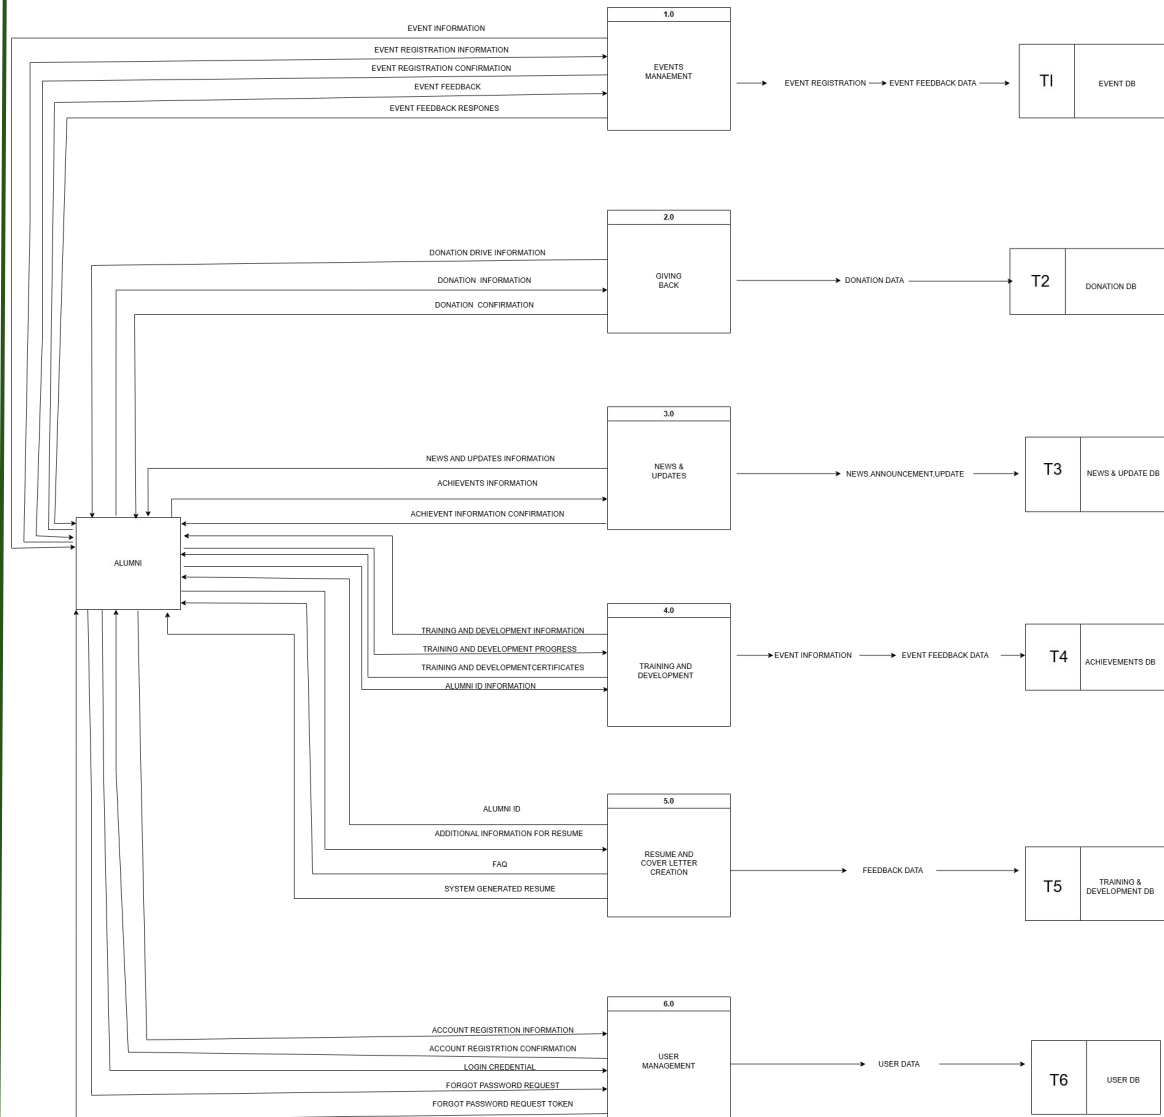 1.0
EVENT INFORMATION
EVENT REGISTRATION INFORMATION
EVENT REGISTRATION CONFIRMATION
EVENT FEEDBACK
EVENT FEEDBACK RESPONES
EVENTS
MANAEMENT
EVENT REGISTRATION
EVENT FEEDBACK DATA
TI
EVENT DB
2.0
DONATION DRIVE INFORMATION
DONATION INFORMATION
DONATION CONFIRMATION
GIVING
BACK
DONATION DATA
T2
DONATION DB
3.0
NEWS AND UPDATES INFORMATION
ACHIEVENTS INFORMATION
ACHIEVENT INFORMATION CONFIRMATION
NEWS &
UPDATES
NEWS.ANNOUNCEMENT,UPDATE
T3
NEWS & UPDATE DB
ALUMNI
4.0
TRAINING AND DEVELOPMENT INFORMATION
TRAINING AND DEVELOPMENT PROGRESS
TRAINING AND DEVELOPMENTCERTIFICATES
ALUMNI ID INFORMATION
TRAINING AND
DEVELOPMENT
EVENT INFORMATION
EVENT FEEDBACK DATA
T4
ACHIEVEMENTS DB
5.0
ALUMNI ID
ADDITIONAL INFORMATION FOR RESUME
FAQ
SYSTEM GENERATED RESUME
RESUME AND
COVER LETTER
CREATION
FEEDBACK DATA
T5
TRAINING &
DEVELOPMENT DB
6.0
ACCOUNT REGISTRTION INFORMATION
ACCOUNT REGISTRTION CONFIRMATION
LOGIN CREDENTIAL
FORGOT PASSWORD REQUEST
FORGOT PASSWORD REQUEST TOKEN
USER
MANAGEMENT
USER DATA
T6
USER DB